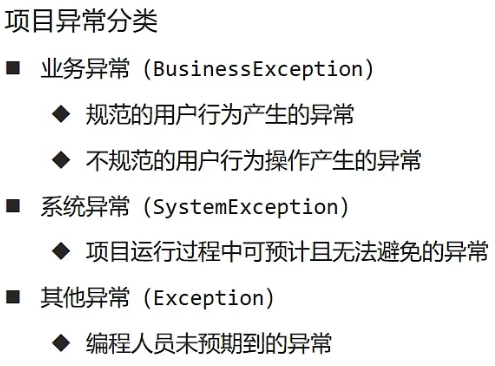 项目异常分类
■ 业务异常（BusinessException）
◆ 规范的用户行为产生的异常
◆ 不规范的用户行为操作产生的异常
■ 系统异常（SystemException）
◆ 项目运行过程中可预计且无法避免的异常
■ 其他异常（Exception）
◆ 编程人员未预期到的异常